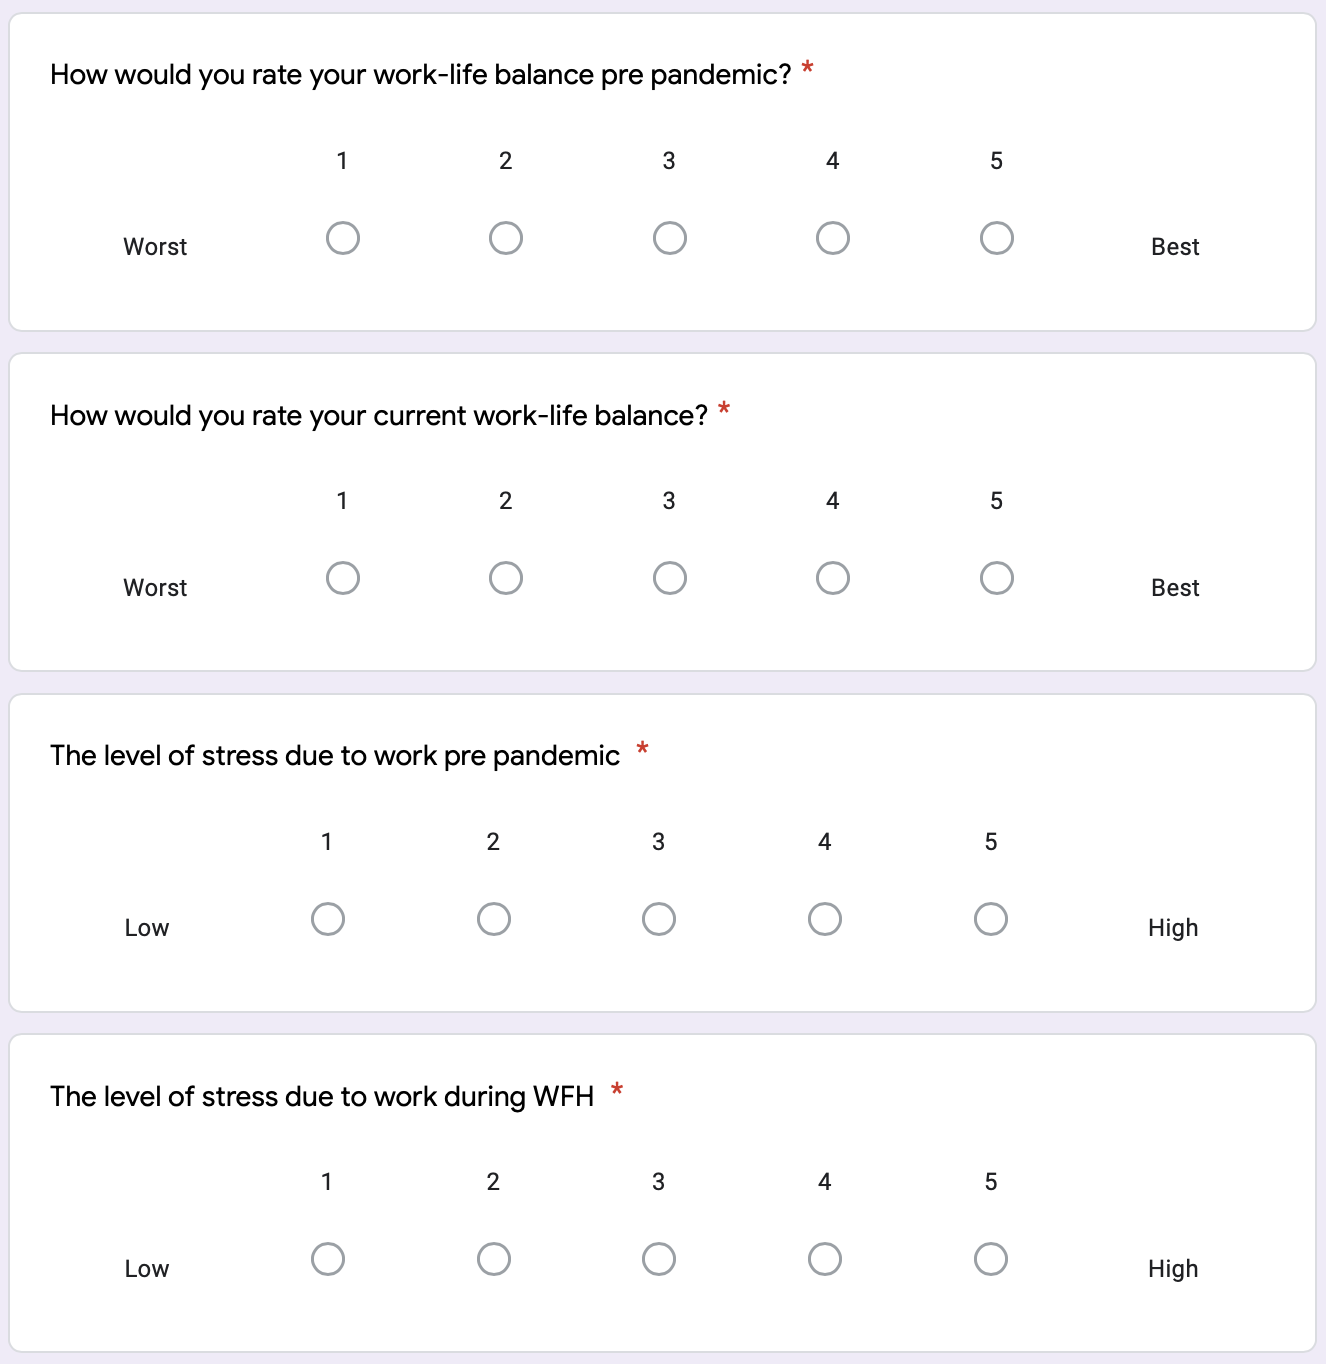 How would you rate your work-life balance pre pandemic? *
1 2 3 4 5
Worst Best
How would you rate your current work-life balance? *
1 2 3 4 5
Worst Best
The level of stress due to work pre pandemic *
1 2 3 4 5
Low High
The level of stress due to work during WFH *
1 2 3 4 5
Low High